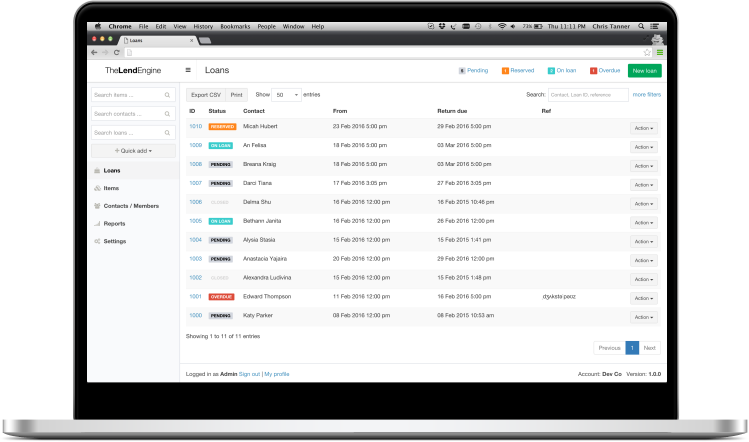 Chrome File Edit View History Bookmarks People Window Help 73% Thu 11:11 PM Chris Tanner
Loans
TheLendEngine Loans Pending 1 Reserved 2 On loan 1 Overdue New loan
Search items ... Export CSV Print Show 50 entries Search: Contact, Loan ID, reference more filters
Search contacts ...
Search loans ...
+ Quick add
Loans
Items
Contacts / Members
Reports
Settings
ID Status Contact From Return due Ref
1010 RESERVED Micah Hubert 23 Feb 2016 5:00 pm 29 Feb 2016 5:00 pm Action
1009 ON LOAN An Felisa 18 Feb 2016 5:00 pm 03 Mar 2016 5:00 pm Action
1008 PENDING Breana Kraig 18 Feb 2016 5:00 pm 03 Mar 2016 5:00 pm Action
1007 PENDING Darci Tiana 17 Feb 2016 3:05 pm 27 Feb 2016 3:05 pm Action
1006 CLOSED Delma Shu 16 Feb 2016 12:00 pm 16 Feb 2015 10:46 pm Action
1005 ON LOAN Bethann Janita 16 Feb 2016 12:00 pm 26 Feb 2016 12:00 pm Action
1004 PENDING Alysia Stasia 15 Feb 2016 12:00 pm 15 Feb 2015 1:41 pm Action
1003 PENDING Anastacia Yajaira 20 Feb 2016 12:00 pm 29 Feb 2016 12:00 pm Action
1002 CLOSED Alexandra Ludivina 15 Feb 2016 12:00 pm 15 Feb 2015 1:48 pm Action
1001 OVERDUE Edward Thompson 11 Feb 2016 12:00 pm 16 Feb 2016 5:00 pm Action
1000 PENDING Katy Parker 08 Feb 2016 12:00 pm 08 Feb 2015 10:53 am Action
Showing 1 to 11 of 11 entries
Previous 1 Next
Logged in as Admin Sign out | My profile Account: Dev Co Version: 1.0.0